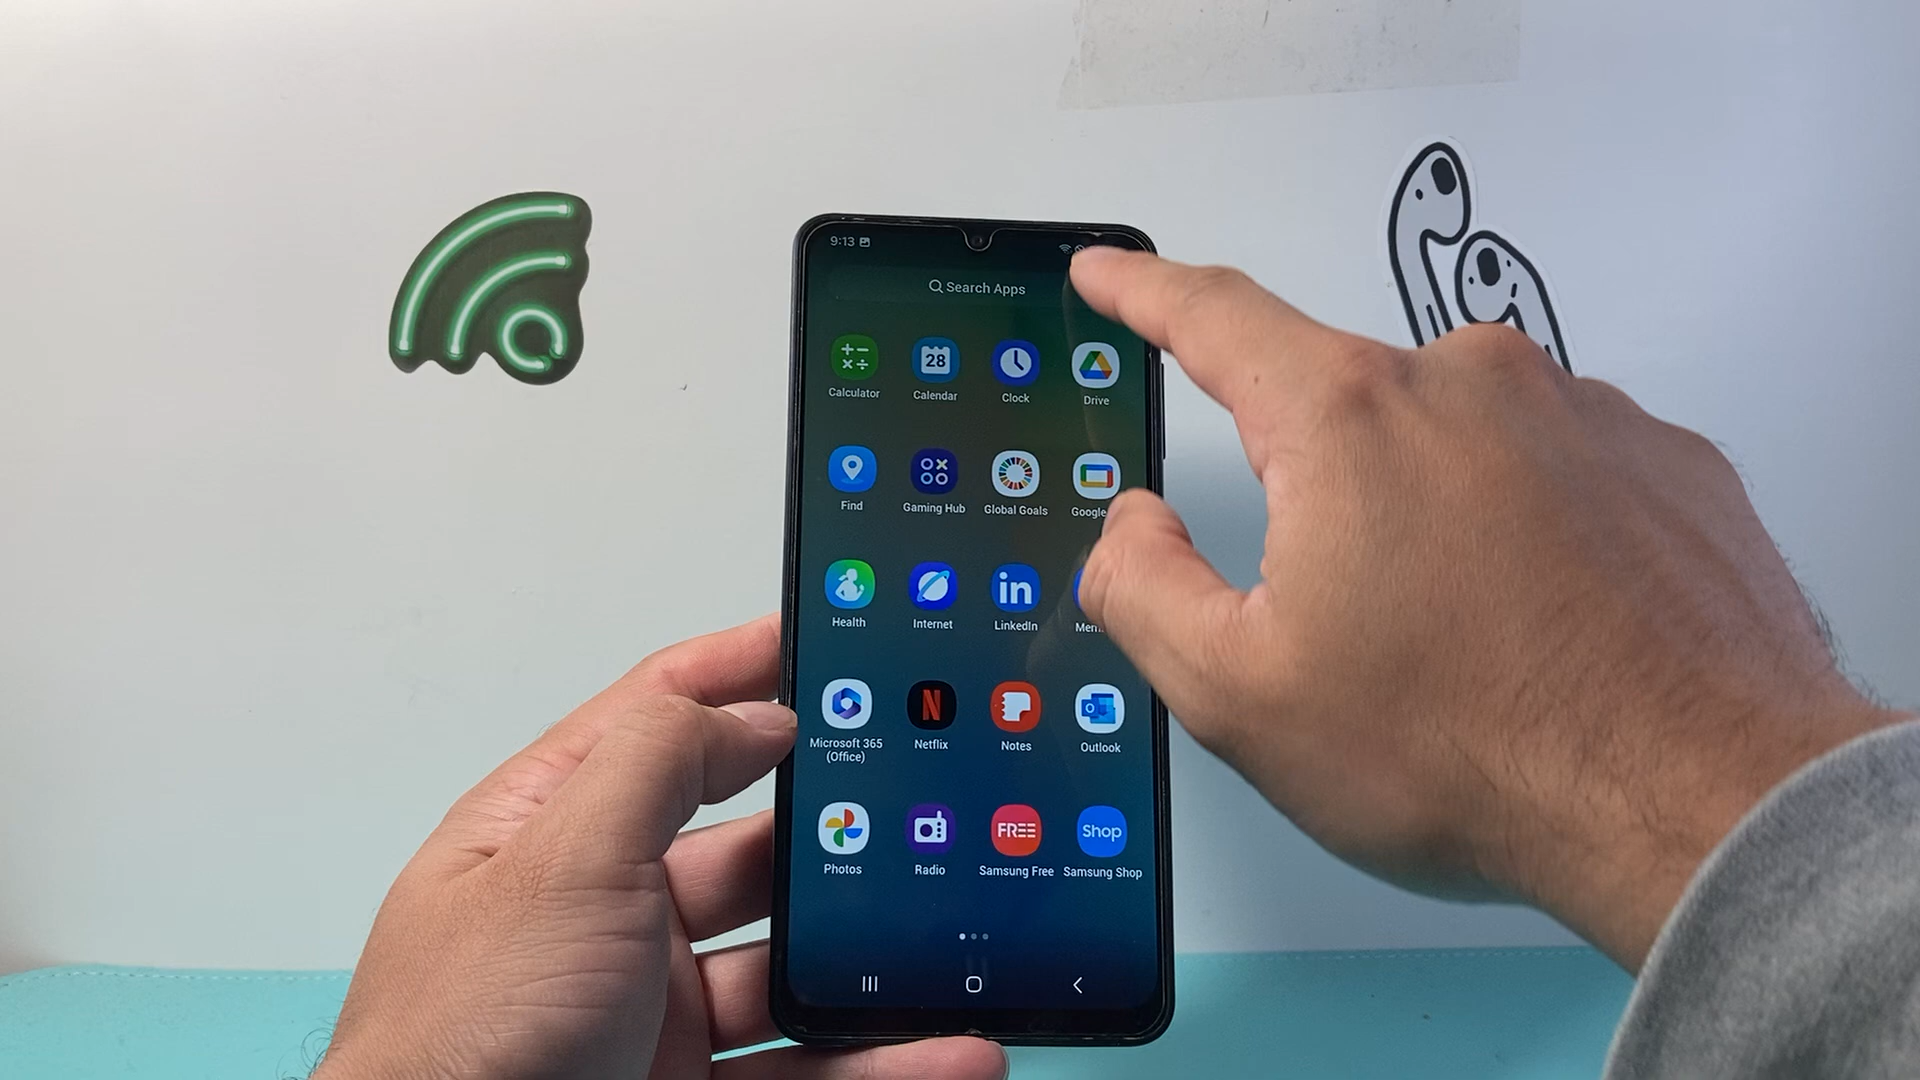 9:13
Search Apps
28
Calculator Calendar Clock Drive
Find Gaming Hub Global Goals Google
in
Health Internet LinkedIn
N
Microsoft 365 Netflix Notes Outlook
(Office)
FREE Shop
Photos Radio Samsung Free Samsung Shop